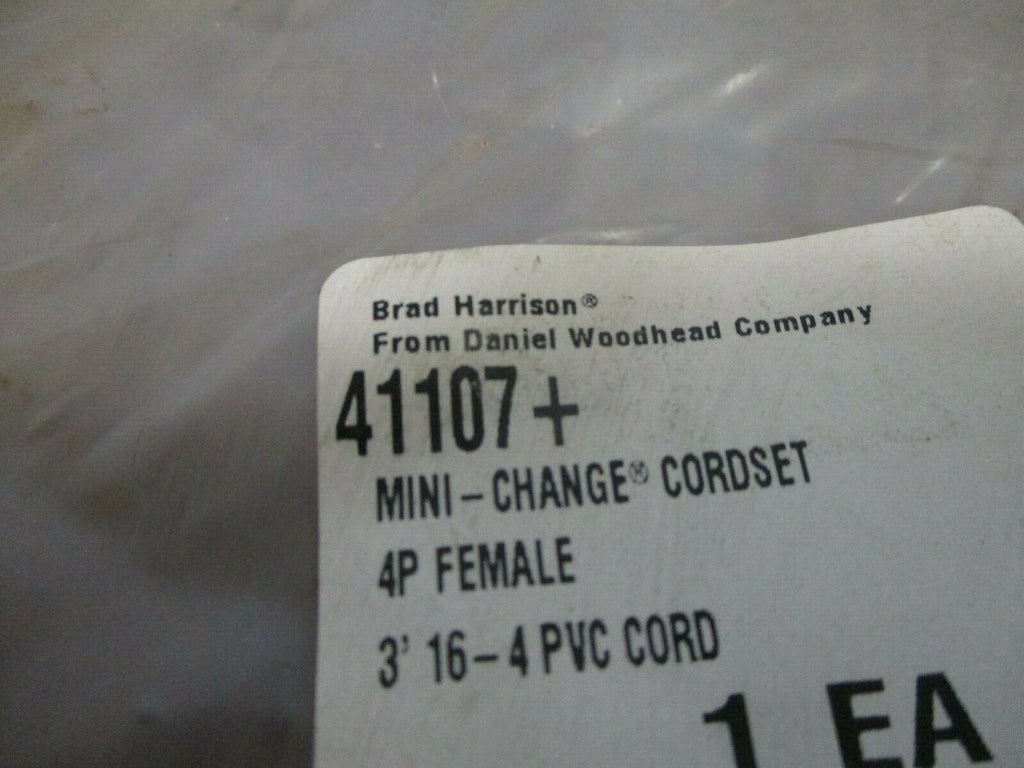 Brad Harrison®
From Daniel Woodhead Company
41107+
MINI-CHANGE® CORDSET
4P FEMALE
3' 16-4 PVC CORD
1 EA